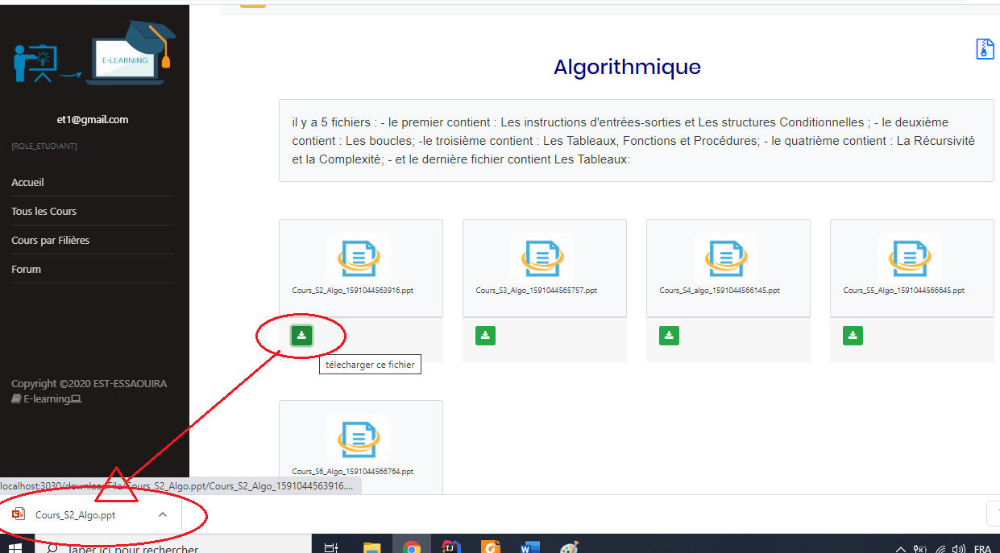 E-LEARNING
et1@gmail.com
[ROLE_ETUDIANT]
Accueil
Tous les Cours
Cours par Filières
Forum
Copyright ©2020 EST-ESSAOUIRA
E-learning
Algorithmique
il y a 5 fichiers : - le premier contient : Les instructions d'entrées-sorties et Les structures Conditionnelles ; - le deuxième
contient : Les boucles; -le troisième contient : Les Tableaux, Fonctions et Procédures; - le quatrième contient : La Récursivité
et la Complexité; - et le dernière fichier contient Les Tableaux:
Cours_S2_Algo_1591044563916.ppt
Cours_S3_Algo_1591044565757.ppt
Cours_S4_algo_1591044566145.ppt
Cours_S5_Algo_1591044566645.ppt
télecharger ce fichier
Cours_S6_Algo_1591044566764.ppt
localhost:3030/downloadFile/Cours_S2_Algo.ppt/Cours_S2_Algo_1591044563916....
Cours_S2_Algo.ppt
Taper ici pour rechercher
FRA